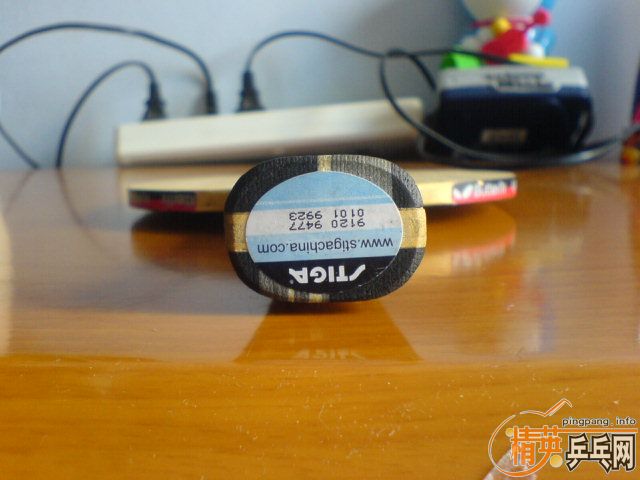 STIGA
www.stigachina.com
9120 9477
0101 9923
pingpang.info
精英乒乓网